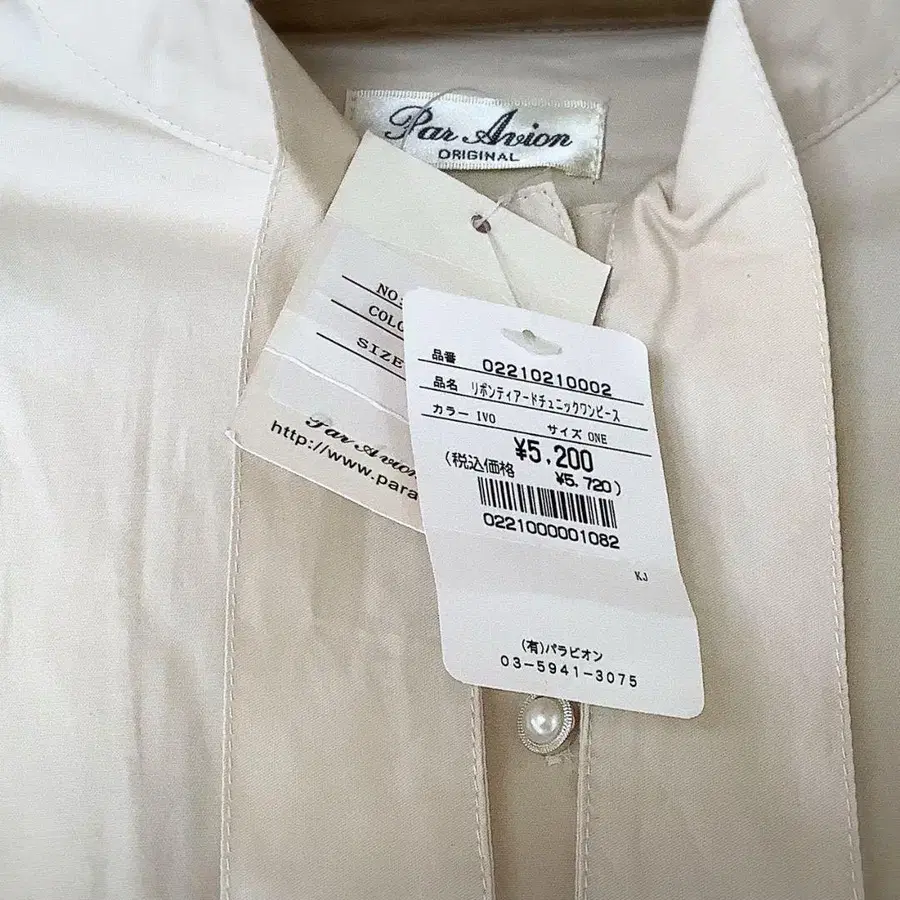 Par Avion
ORIGINAL
NO:
COLO
SIZE
Par Avion
http://www.para
品番 02210210002
品名 リボンティアードチュニックワンピース
カラー IVO サイズ ONE
¥5,200
(税込価格 ¥5,720)
0221000001082
KJ
(有)パラビオン
03-5941-3075